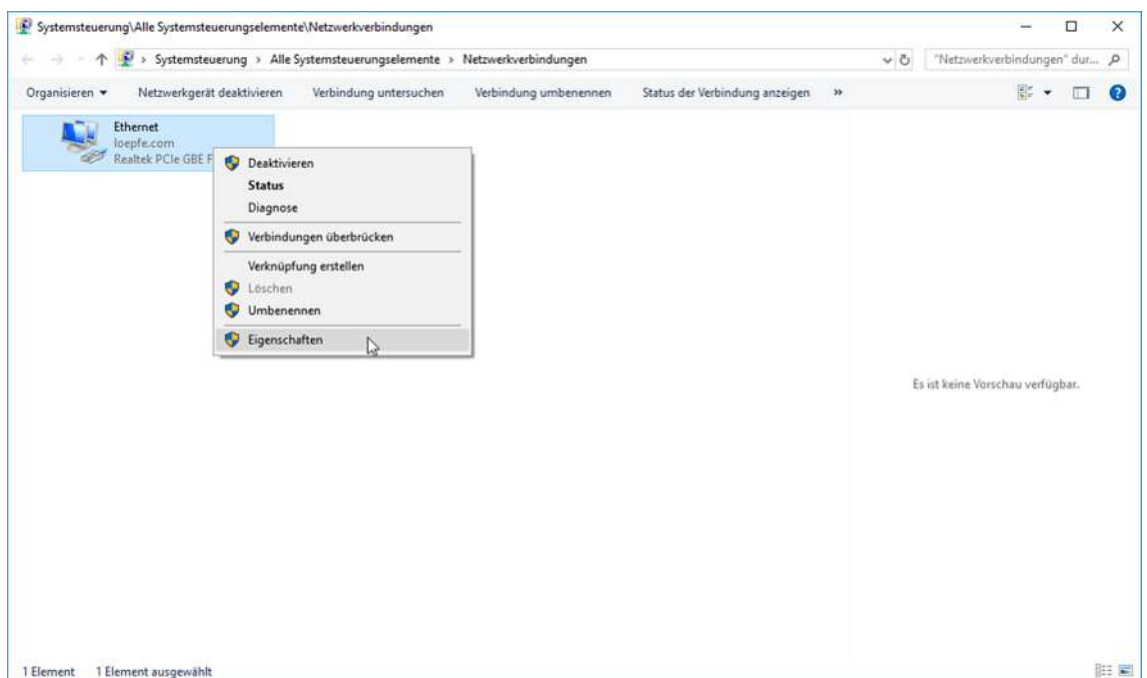 Systemsteuerung\Alle Systemsteuerungselemente\Netzwerkverbindungen
Systemsteuerung > Alle Systemsteuerungselemente > Netzwerkverbindungen
"Netzwerkverbindungen" dur...
Organisieren Netzwerkgerät deaktivieren Verbindung untersuchen Verbindung umbenennen Status der Verbindung anzeigen »
Ethernet
loepfe.com
Realtek PCIe GBE F
Deaktivieren
Status
Diagnose
Verbindungen überbrücken
Verknüpfung erstellen
Löschen
Umbenennen
Eigenschaften
Es ist keine Vorschau verfügbar.
1 Element 1 Element ausgewählt